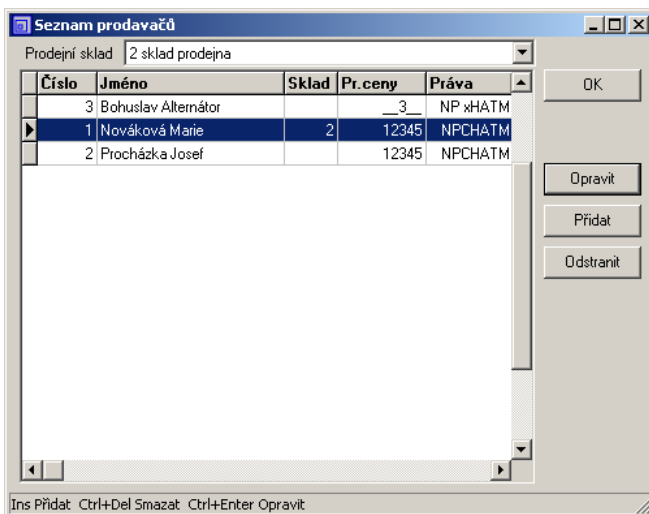 Seznam prodavačů
Prodejní sklad 2 sklad prodejna
Číslo Jméno Sklad Pr.ceny Práva
3 Bohuslav Alternátor __3_ NP xHATM
1 Nováková Marie 2 12345 NPCHATM
2 Procházka Josef 12345 NPCHATM
OK
Opravit
Přidat
Odstranit
Ins Přidat Ctrl+Del Smazat Ctrl+Enter Opravit